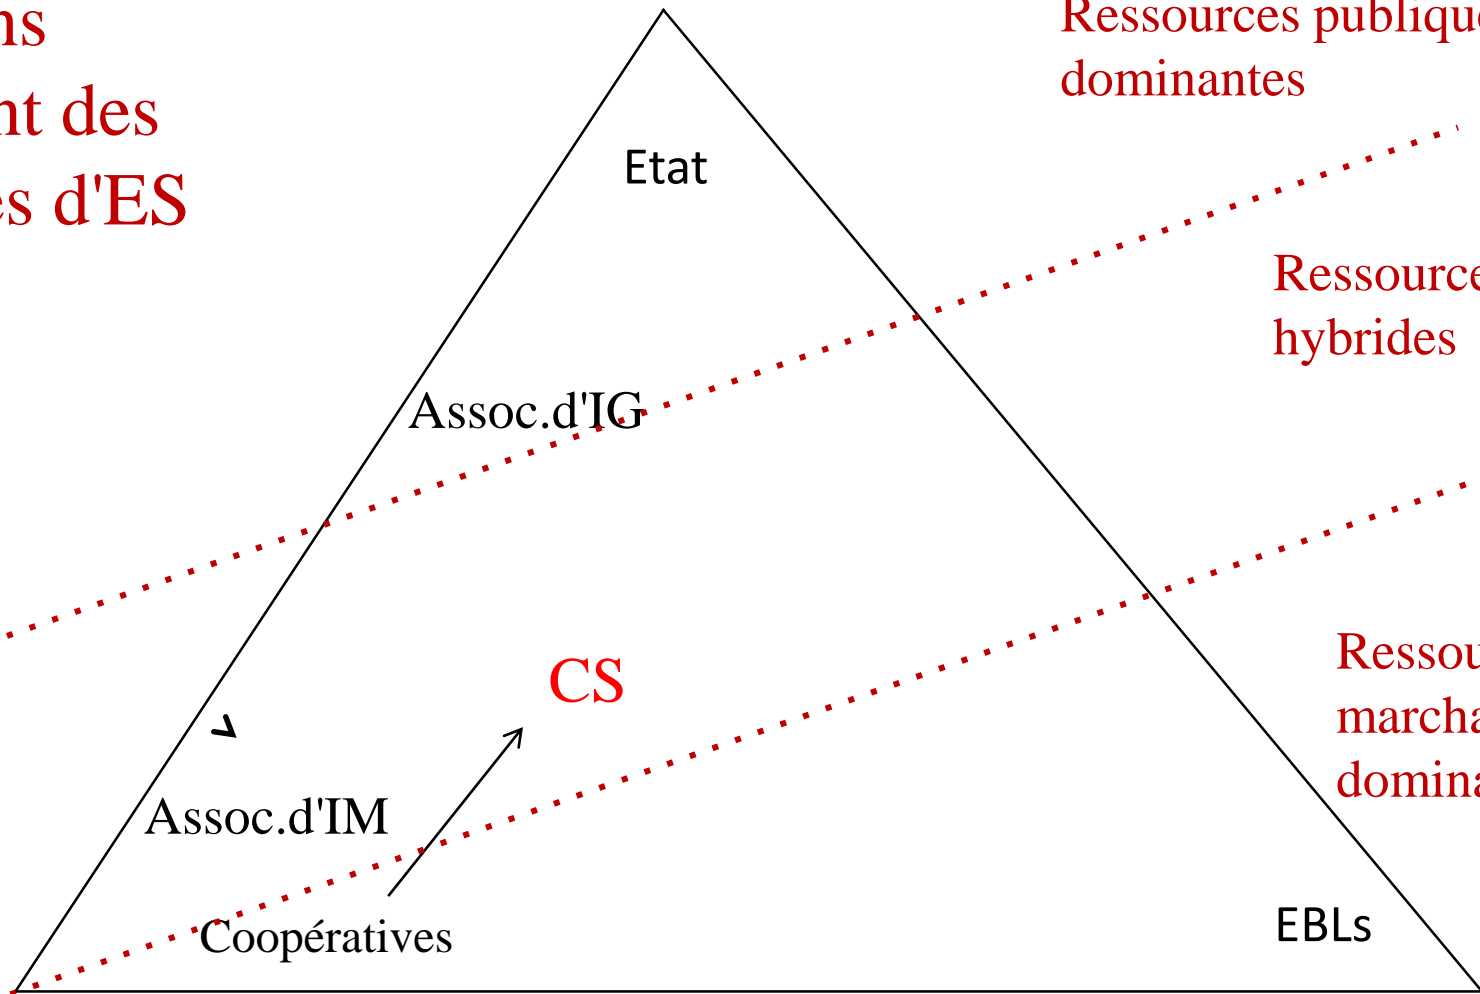 ns
nt des
es d'ES
Ressources publique
dominantes
Etat
Ressource
hybrides
Assoc.d'IG
CS
Ressou
marcha
domina
Assoc.d'IM
Coopératives
EBLs